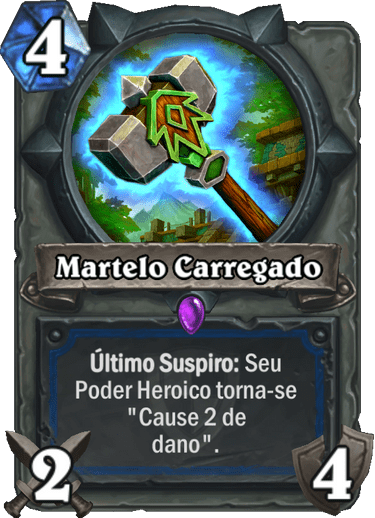 4
Martelo Carregado
Último Suspiro: Seu
Poder Heroico torna-se
"Cause 2 de
dano".
2
4